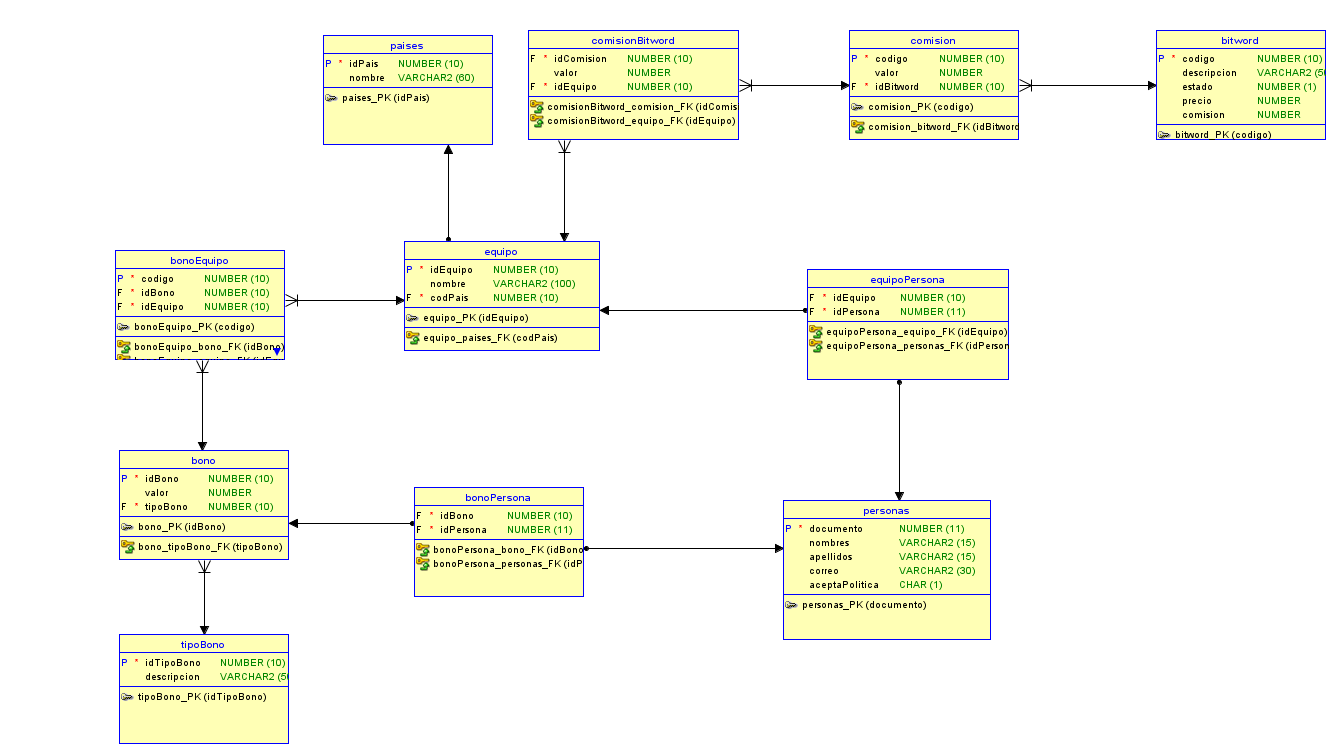 paises
P * idPais NUMBER (10)
nombre VARCHAR2 (60)
paises_PK (idPais)
comisionBitword
F * idComision NUMBER (10)
valor NUMBER
F * idEquipo NUMBER (10)
comisionBitword_comision_FK (idComis
comisionBitword_equipo_FK (idEquipo)
comision
P * codigo NUMBER (10)
valor NUMBER
F * idBitword NUMBER (10)
comision_PK (codigo)
comision_bitword_FK (idBitword
bitword
P * codigo NUMBER (10)
descripcion VARCHAR2 (50
estado NUMBER (1)
precio NUMBER
comision NUMBER
bitword_PK (codigo)
bonoEquipo
P * codigo NUMBER (10)
F * idBono NUMBER (10)
F * idEquipo NUMBER (10)
bonoEquipo_PK (codigo)
bonoEquipo_bono_FK (idBono)
equipo
P * idEquipo NUMBER (10)
nombre VARCHAR2 (100)
F * codPais NUMBER (10)
equipo_PK (idEquipo)
equipo_paises_FK (codPais)
equipoPersona
F * idEquipo NUMBER (10)
F * idPersona NUMBER (11)
equipoPersona_equipo_FK (idEquipo)
equipoPersona_personas_FK (idPerson
bono
P * idBono NUMBER (10)
valor NUMBER
F * tipoBono NUMBER (10)
bono_PK (idBono)
bono_tipoBono_FK (tipoBono)
bonoPersona
F * idBono NUMBER (10)
F * idPersona NUMBER (11)
bonoPersona_bono_FK (idBono
bonoPersona_personas_FK (idP
personas
P * documento NUMBER (11)
nombres VARCHAR2 (15)
apellidos VARCHAR2 (15)
correo VARCHAR2 (30)
aceptaPolitica CHAR (1)
personas_PK (documento)
tipoBono
P * idTipoBono NUMBER (10)
descripcion VARCHAR2 (50
tipoBono_PK (idTipoBono)